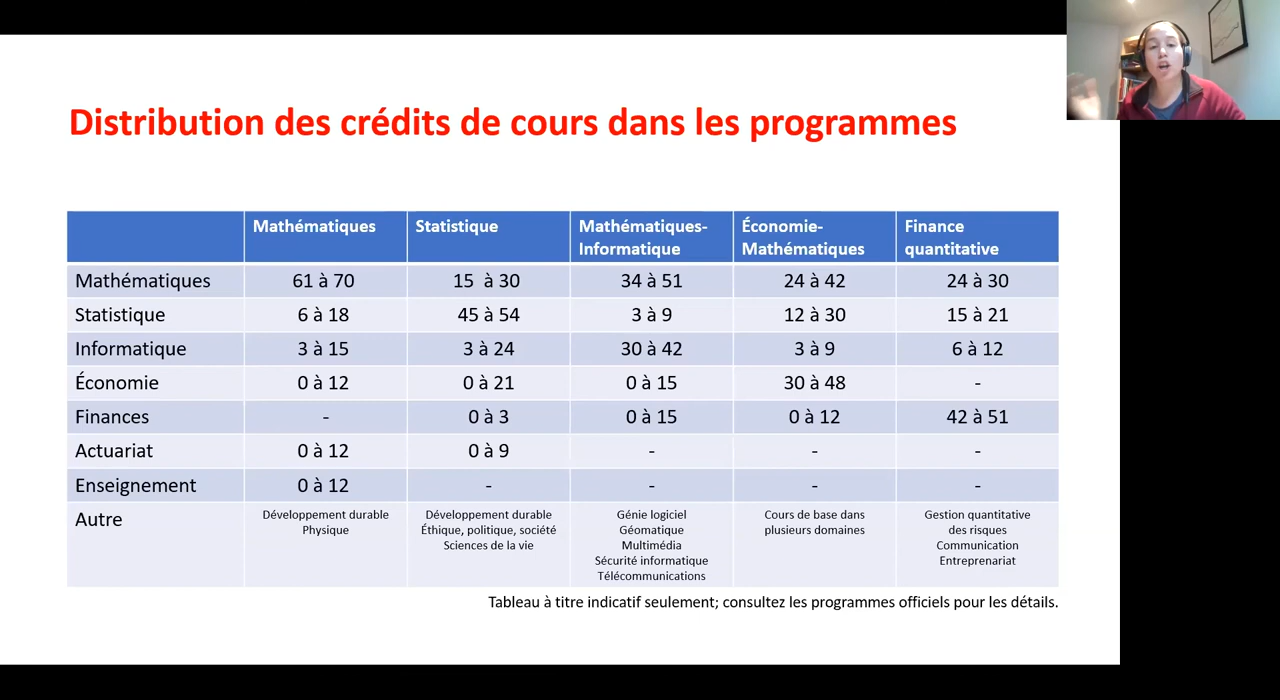 Distribution des crédits de cours dans les programmes
Mathématiques Statistique Mathématiques-Informatique Économie-Mathématiques Finance quantitative
Mathématiques 61 à 70 15 à 30 34 à 51 24 à 42 24 à 30
Statistique 6 à 18 45 à 54 3 à 9 12 à 30 15 à 21
Informatique 3 à 15 3 à 24 30 à 42 3 à 9 6 à 12
Économie 0 à 12 0 à 21 0 à 15 30 à 48 -
Finances - 0 à 3 0 à 15 0 à 12 42 à 51
Actuariat 0 à 12 0 à 9 - - -
Enseignement 0 à 12 - - - -
Autre
Développement durable
Physique
Développement durable
Éthique, politique, société
Sciences de la vie
Génie logiciel
Géomatique
Multimédia
Sécurité informatique
Télécommunications
Cours de base dans
plusieurs domaines
Gestion quantitative
des risques
Communication
Entreprenariat
Tableau à titre indicatif seulement; consultez les programmes officiels pour les détails.